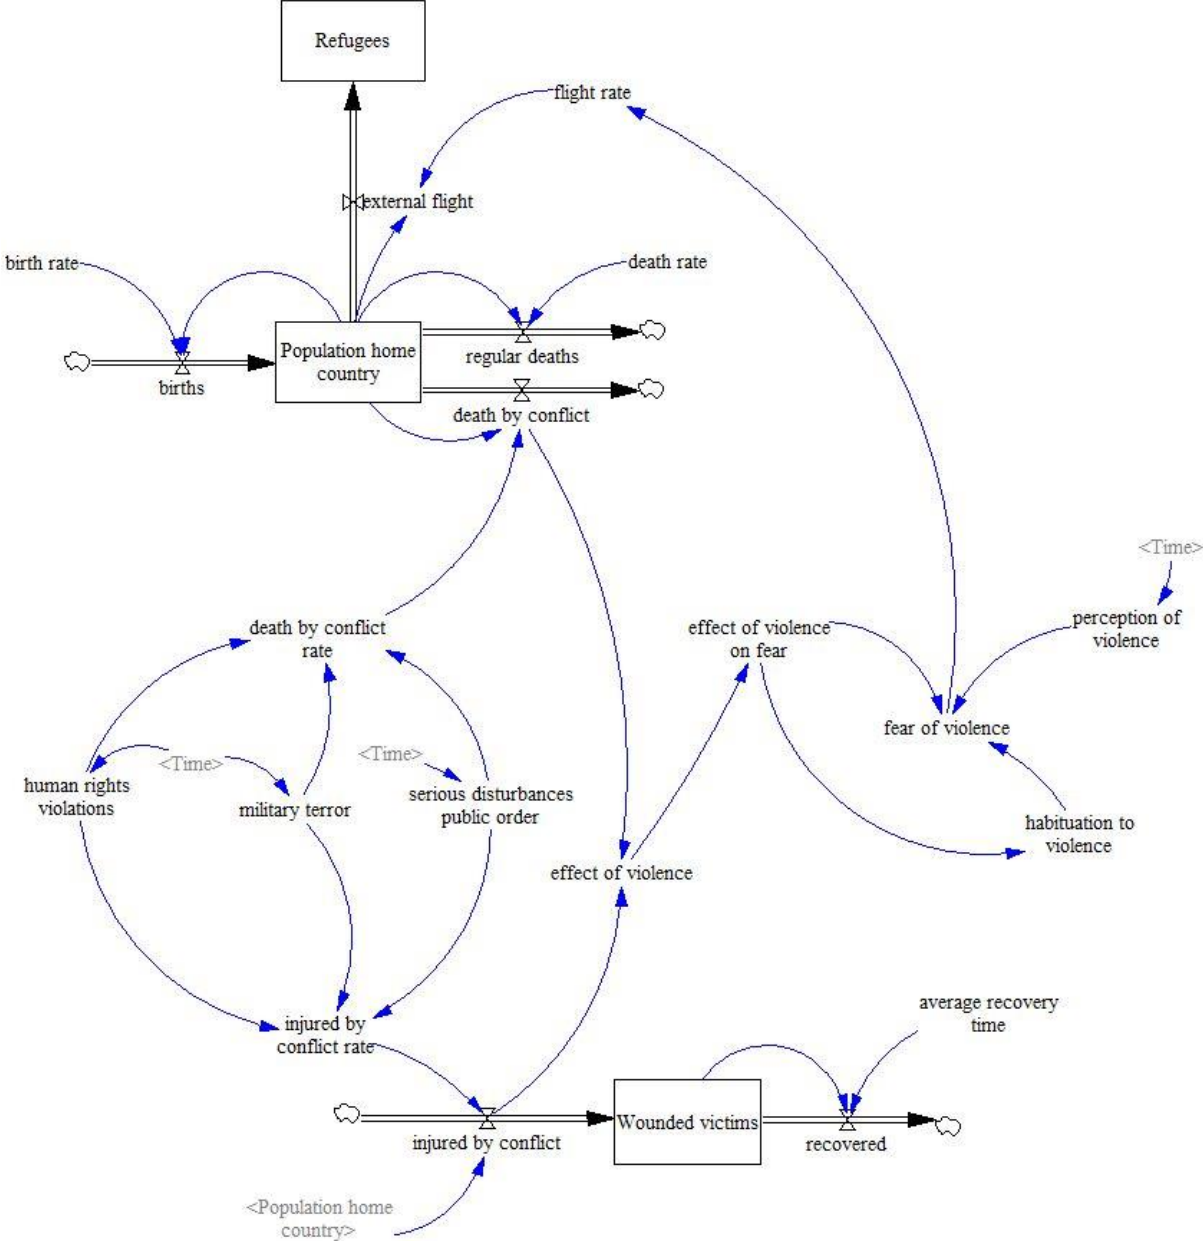 Refugees
flight rate
external flight
birth rate
death rate
Population home
country
regular deaths
births
death by conflict
<Time>
death by conflict
rate
effect of violence
on fear
perception of
violence
fear of violence
<Time>
<Time>
human rights
violations
military terror
serious disturbances
public order
habituation to
violence
effect of violence
average recovery
time
injured by
conflict rate
Wounded victims
injured by conflict
recovered
<Population home
country>